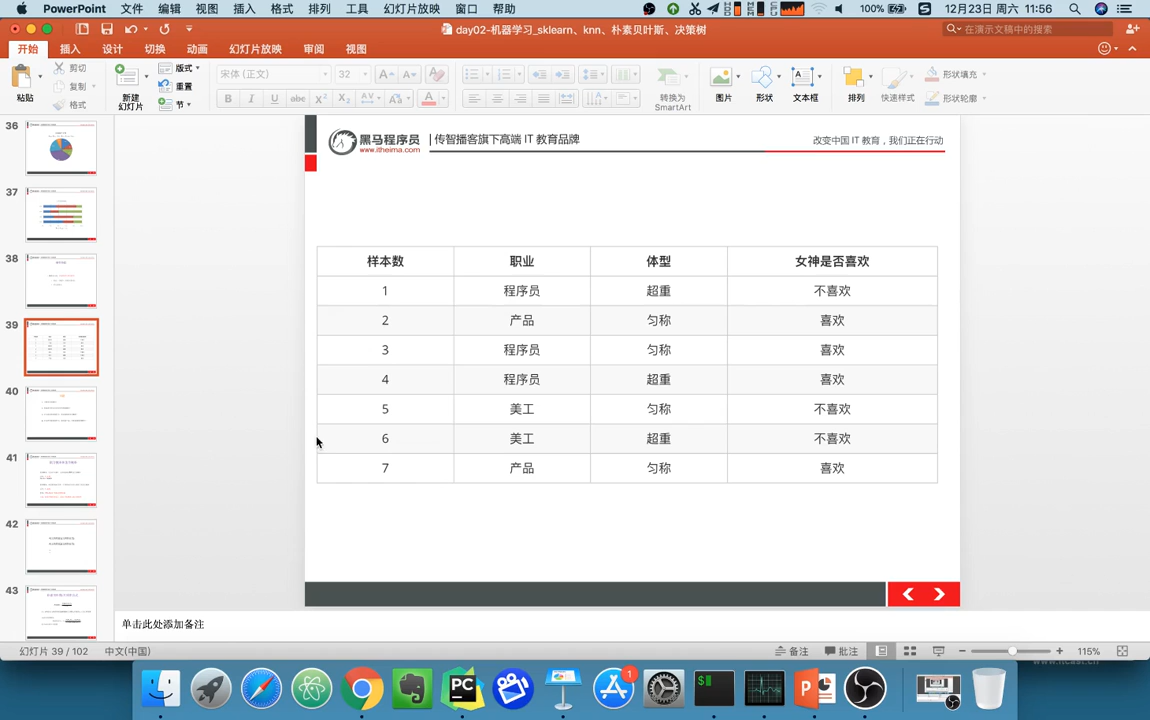 PowerPoint 文件 编辑 视图 插入 格式 排列 工具 幻灯片放映 窗口 帮助 100% 12月23日 周六 11:56
day02-机器学习_sklearn、knn、朴素贝叶斯、决策树
在演示文稿中的搜索
开始 插入 设计 切换 动画 幻灯片放映 审阅 视图
粘贴 剪切 复制 格式
新建幻灯片 版式 重置 节
宋体 (正文) 32
B I U abc X² X₂ AV Aa A
转换为 SmartArt
图片 形状 文本框 排列 快速样式 形状填充 形状轮廓
36
37
38
39
40
41
42
43
黑马程序员
www.itheima.com
传智播客旗下高端 IT 教育品牌
改变中国 IT 教育，我们正在行动
样本数 职业 体型 女神是否喜欢
1 程序员 超重 不喜欢
2 产品 匀称 喜欢
3 程序员 匀称 喜欢
4 程序员 超重 喜欢
5 美工 匀称 不喜欢
6 美工 超重 不喜欢
7 产品 匀称 喜欢
单击此处添加备注
幻灯片 39 / 102 中文(中国) 备注 批注 115%
PC
1
$
P